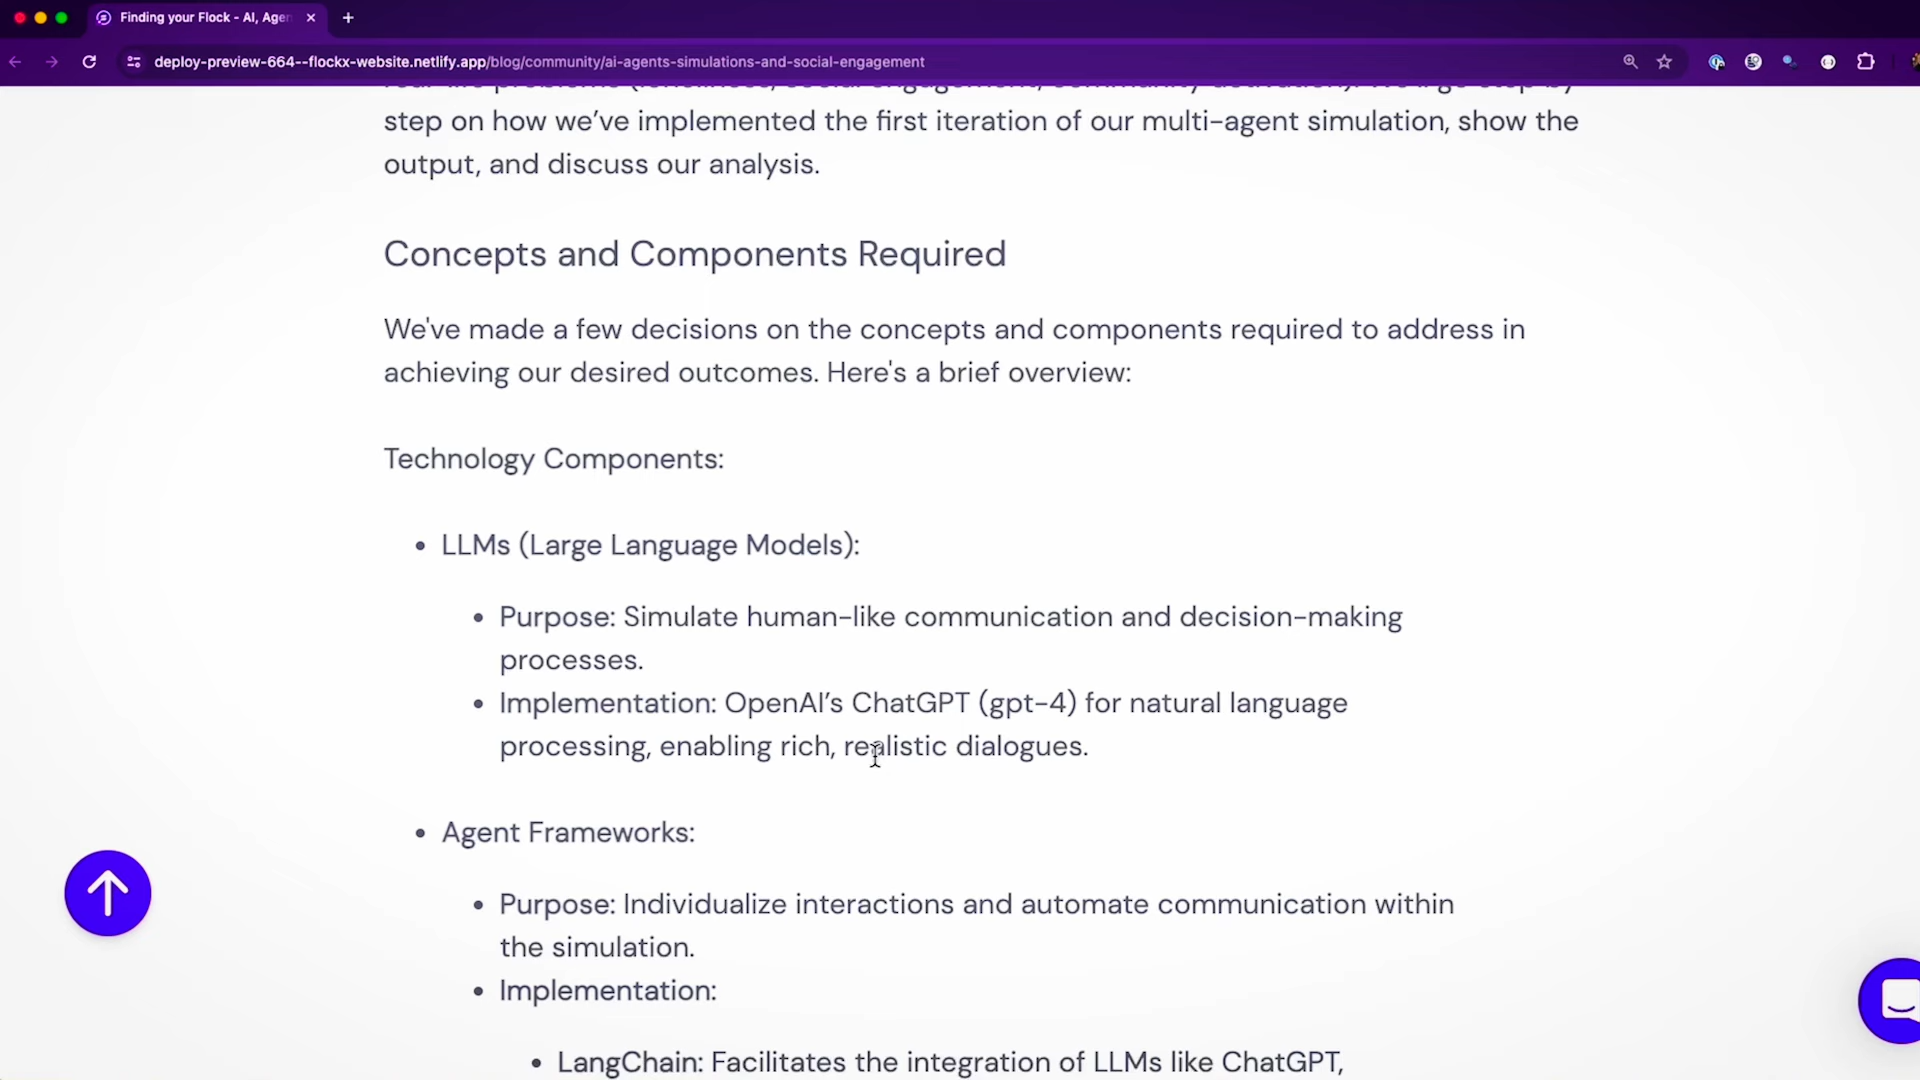 Finding your Flock - AI, Agen
deploy-preview-664--flockx-website.netlify.app/blog/community/ai-agents-simulations-and-social-engagement
step on how we’ve implemented the first iteration of our multi-agent simulation, show the
output, and discuss our analysis.
Concepts and Components Required
We've made a few decisions on the concepts and components required to address in
achieving our desired outcomes. Here's a brief overview:
Technology Components:
• LLMs (Large Language Models):
• Purpose: Simulate human-like communication and decision-making
processes.
• Implementation: OpenAI’s ChatGPT (gpt-4) for natural language
processing, enabling rich, realistic dialogues.
• Agent Frameworks:
• Purpose: Individualize interactions and automate communication within
the simulation.
• Implementation:
• LangChain: Facilitates the integration of LLMs like ChatGPT,